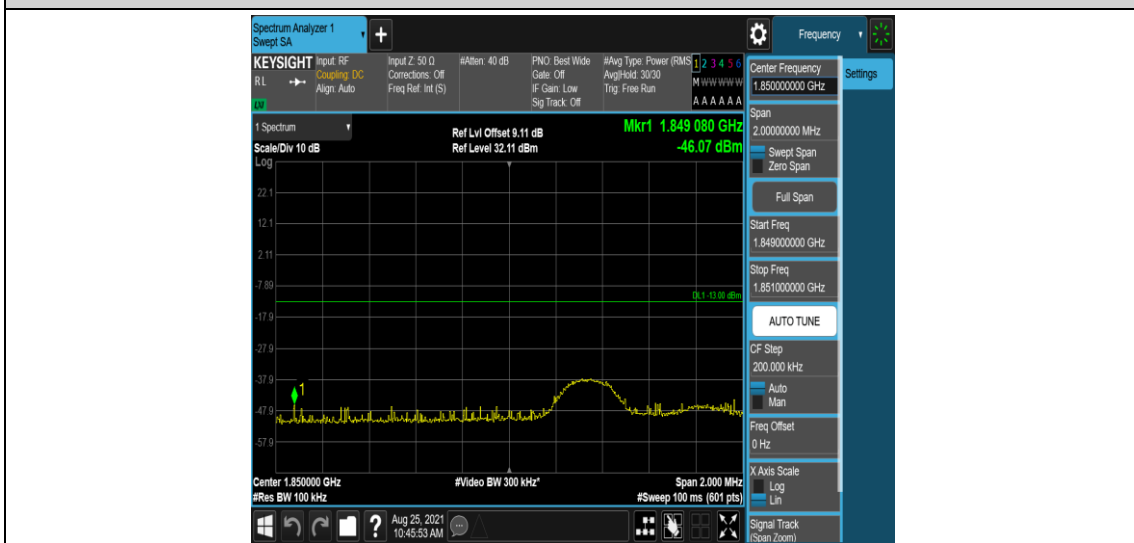 Spectrum Analyzer 1
Swept SA
+
Frequency
KEYSIGHT
RL
LXI
Input: RF
Coupling: DC
Align: Auto
Input Z: 50 Ω
Corrections: Off
Freq Ref: Int (S)
#Atten: 40 dB
PNO: Best Wide
Gate: Off
IF Gain: Low
Sig Track: Off
#Avg Type: Power (RMS
Avg|Hold: 30/30
Trig: Free Run
1 2 3 4 5 6
M W W W W W
A A A A A A
1 Spectrum
Scale/Div 10 dB
Ref Lvl Offset 9.11 dB
Ref Level 32.11 dBm
Mkr1 1.849 080 GHz
-46.07 dBm
Log
22.1
12.1
2.11
-7.89
-17.9
-27.9
-37.9
-47.9
-57.9
DL1 -13.00 dBm
1
Center 1.850000 GHz
#Res BW 100 kHz
#Video BW 300 kHz*
Span 2.000 MHz
#Sweep 100 ms (601 pts)
Center Frequency
1.850000000 GHz
Settings
Span
2.00000000 MHz
Swept Span
Zero Span
Full Span
Start Freq
1.849000000 GHz
Stop Freq
1.851000000 GHz
AUTO TUNE
CF Step
200.000 kHz
Auto
Man
Freq Offset
0 Hz
X Axis Scale
Log
Lin
Signal Track
(Span Zoom)
?
Aug 25, 2021
10:45:53 AM